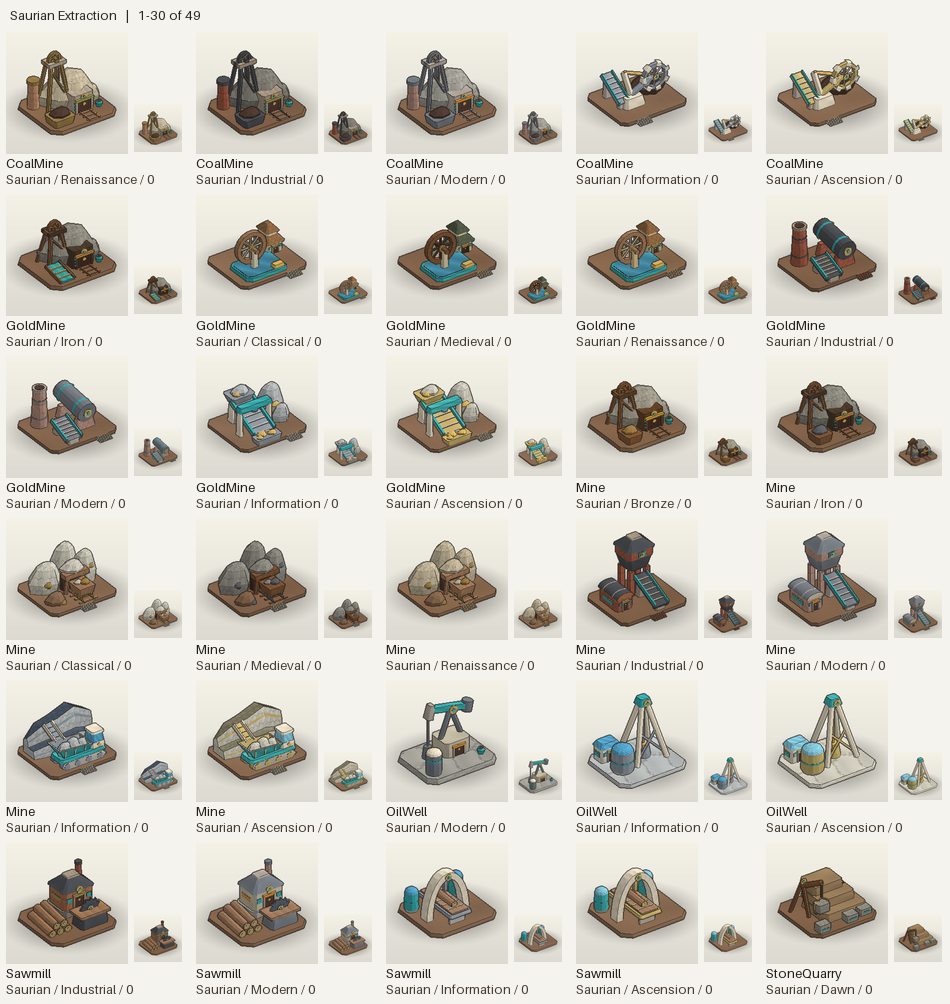 Saurian Extraction | 1-30 of 49
CoalMine
Saurian / Renaissance / 0
CoalMine
Saurian / Industrial / 0
CoalMine
Saurian / Modern / 0
CoalMine
Saurian / Information / 0
CoalMine
Saurian / Ascension / 0
GoldMine
Saurian / Iron / 0
GoldMine
Saurian / Classical / 0
GoldMine
Saurian / Medieval / 0
GoldMine
Saurian / Renaissance / 0
GoldMine
Saurian / Industrial / 0
GoldMine
Saurian / Modern / 0
GoldMine
Saurian / Information / 0
GoldMine
Saurian / Ascension / 0
Mine
Saurian / Bronze / 0
Mine
Saurian / Iron / 0
Mine
Saurian / Classical / 0
Mine
Saurian / Medieval / 0
Mine
Saurian / Renaissance / 0
Mine
Saurian / Industrial / 0
Mine
Saurian / Modern / 0
Mine
Saurian / Information / 0
Mine
Saurian / Ascension / 0
OilWell
Saurian / Modern / 0
OilWell
Saurian / Information / 0
OilWell
Saurian / Ascension / 0
Sawmill
Saurian / Industrial / 0
Sawmill
Saurian / Modern / 0
Sawmill
Saurian / Information / 0
Sawmill
Saurian / Ascension / 0
StoneQuarry
Saurian / Dawn / 0